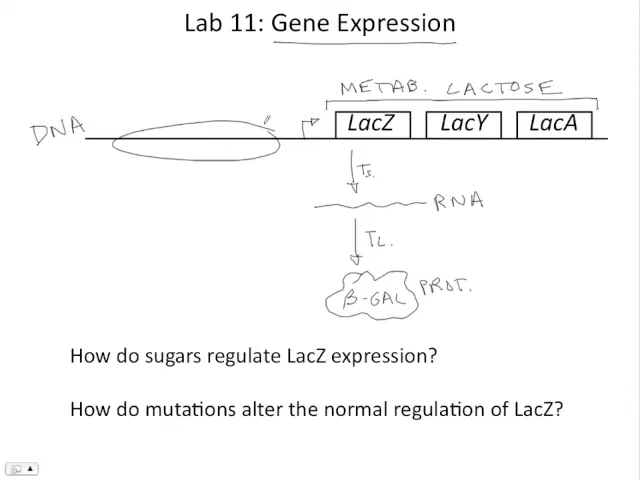 Lab 11: Gene Expression
METAB. LACTOSE
DNA
LacZ LacY LacA
Ts.
RNA
TL.
β-GAL PROT.
How do sugars regulate LacZ expression?
How do mutations alter the normal regulation of LacZ?